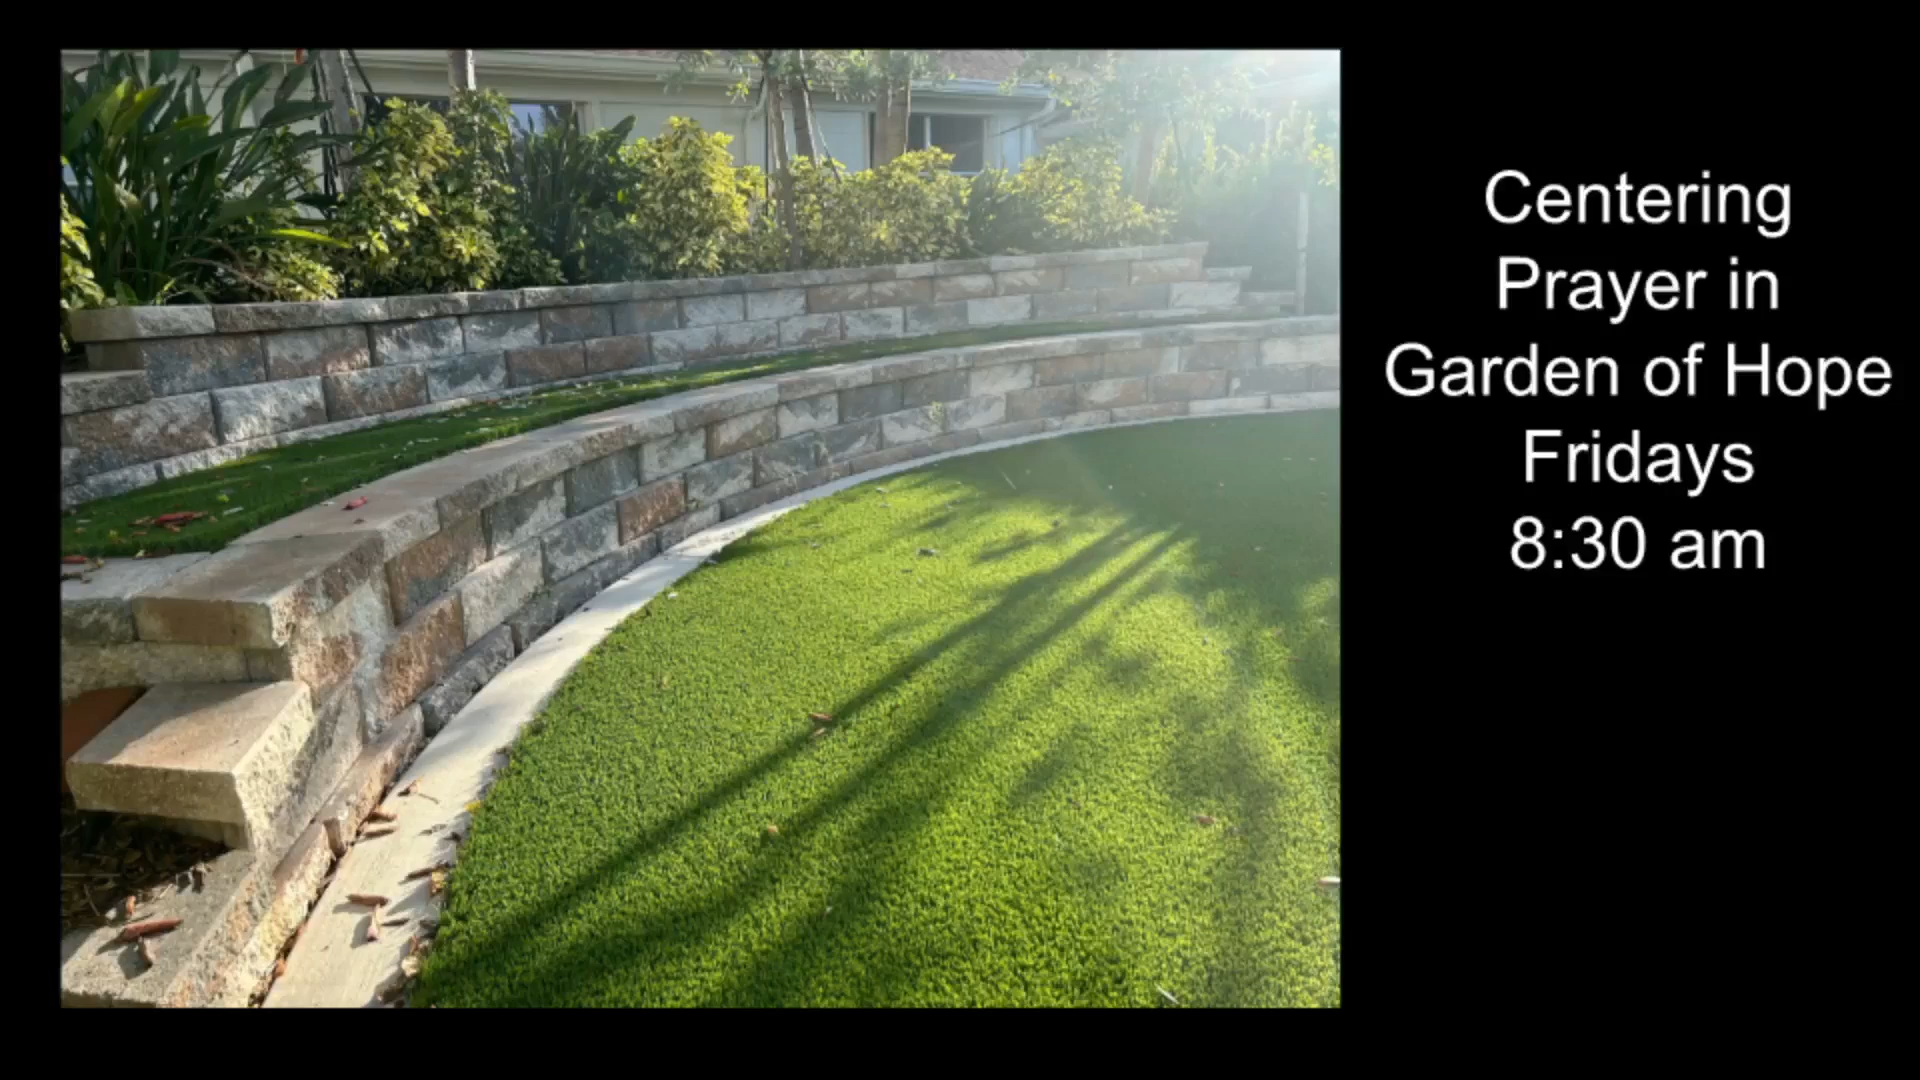 Centering
Prayer in
Garden of Hope
Fridays
8:30 am